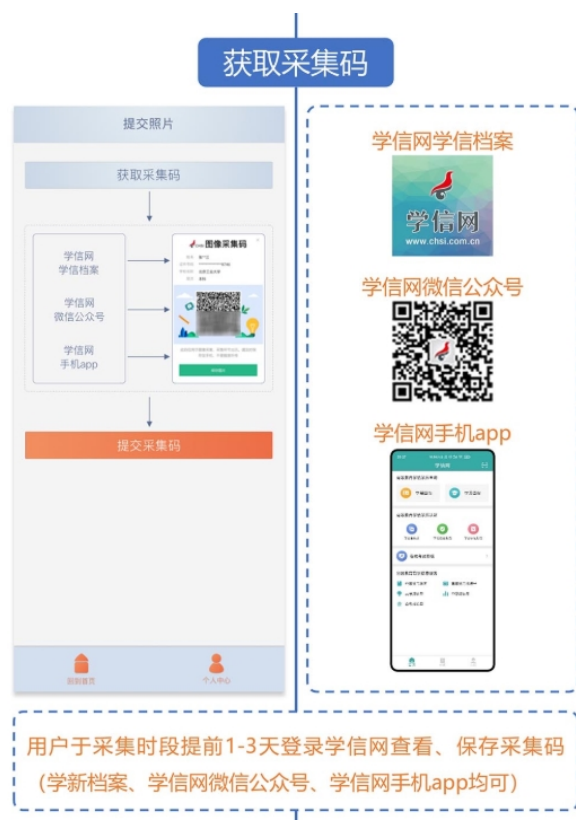 获取采集码
提交照片
获取采集码
学信网
学信档案
学信网
微信公众号
学信网
手机app
图像采集码
提交采集码
回到首页
个人中心
学信网学信档案
学信网
www.chsi.com.cn
学信网微信公众号
学信网手机app
学信网
用户于采集时段提前1-3天登录学信网查看、保存采集码
（学新档案、学信网微信公众号、学信网手机app均可）